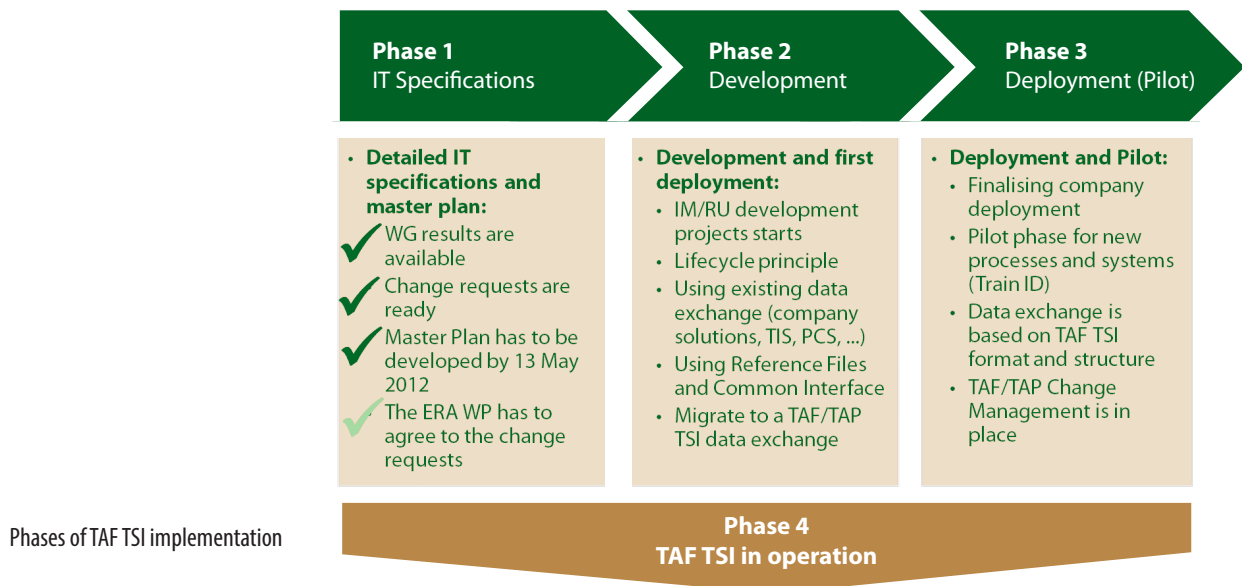 Phase 1
IT Specifications
Phase 2
Development
Phase 3
Deployment (Pilot)
• Detailed IT
specifications and
master plan:
WG results are
available
Change requests are
ready
Master Plan has to be
developed by 13 May
2012
The ERA WP has to
agree to the change
requests
• Development and first
deployment:
• IM/RU development
projects starts
• Lifecycle principle
• Using existing data
exchange (company
solutions, TIS, PCS, ...)
• Using Reference Files
and Common Interface
• Migrate to a TAF/TAP
TSI data exchange
• Deployment and Pilot:
• Finalising company
deployment
• Pilot phase for new
processes and systems
(Train ID)
• Data exchange is
based on TAF TSI
format and structure
• TAF/TAP Change
Management is in
place
Phases of TAF TSI implementation
Phase 4
TAF TSI in operation